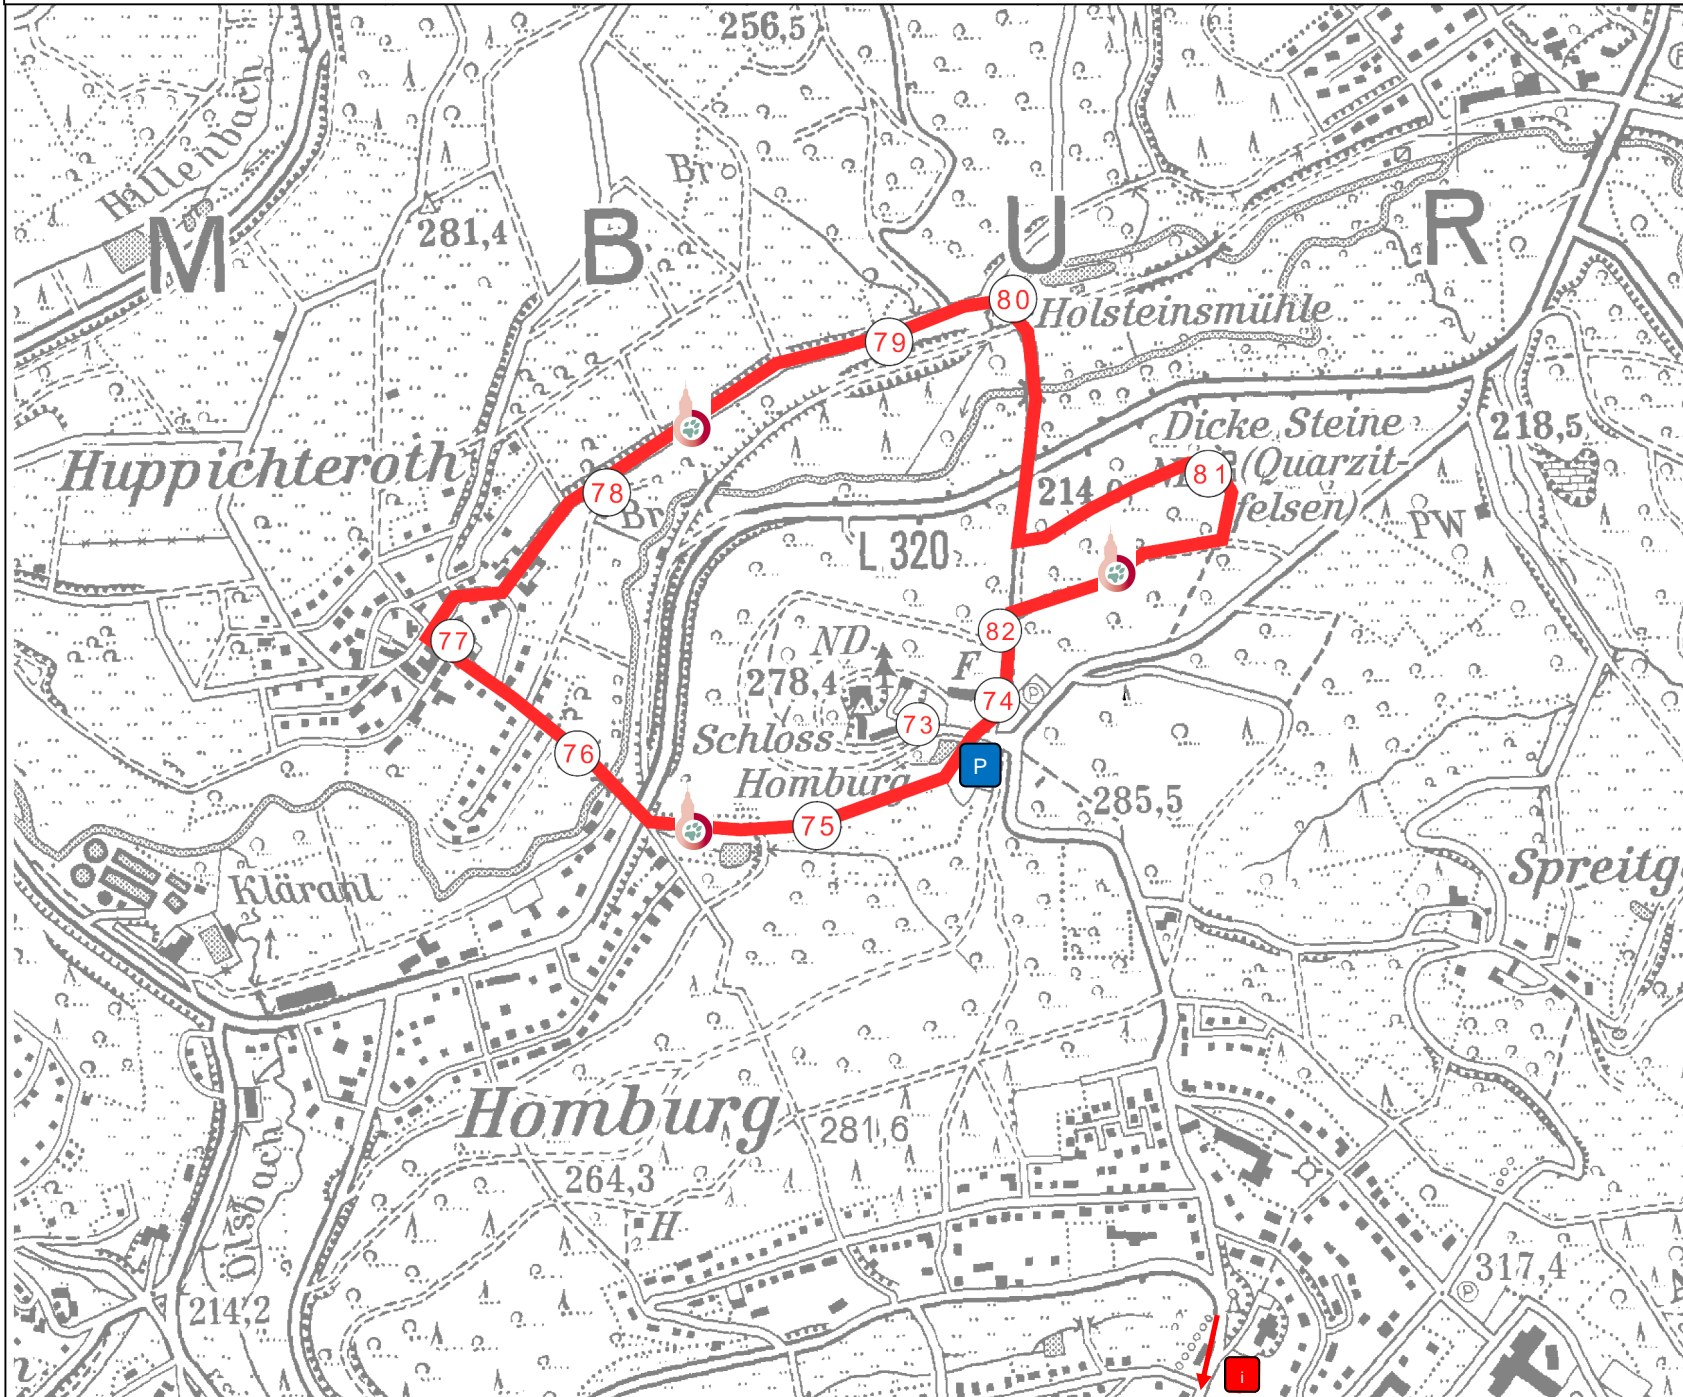 256,5
Hillenbach
Br
M B U R
281,4
80
Holsteinsmühle
79
Dicke Steine
218,5
Huppichteroth
(Quarzit-
81
felsen)
78
214
Br
PW
L 320
82
77
ND
F
278,4
74
73
Schloss
76
P
Homburg
285,5
75
Spreitg
Kläranl
Homburg
281,6
264,3
H
Ölsbach
317,4
214,2
i